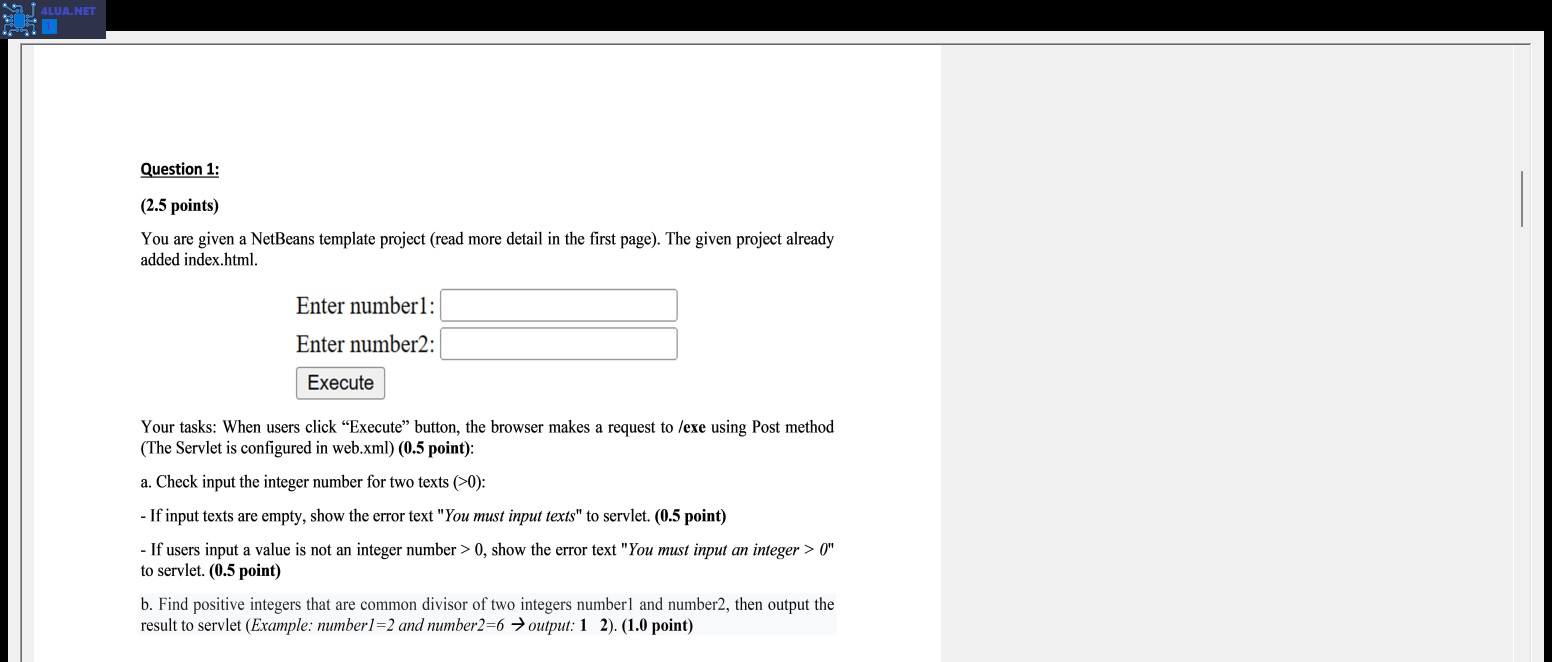 4LUA.NET
Question 1:
(2.5 points)
You are given a NetBeans template project (read more detail in the first page). The given project already
added index.html.
Enter number1:
Enter number2:
Execute
Your tasks: When users click “Execute” button, the browser makes a request to /exe using Post method
(The Servlet is configured in web.xml) (0.5 point):
a. Check input the integer number for two texts (>0):
- If input texts are empty, show the error text "You must input texts" to servlet. (0.5 point)
- If users input a value is not an integer number > 0, show the error text "You must input an integer > 0"
to servlet. (0.5 point)
b. Find positive integers that are common divisor of two integers number1 and number2, then output the
result to servlet (Example: number1=2 and number2=6 → output: 1 2). (1.0 point)